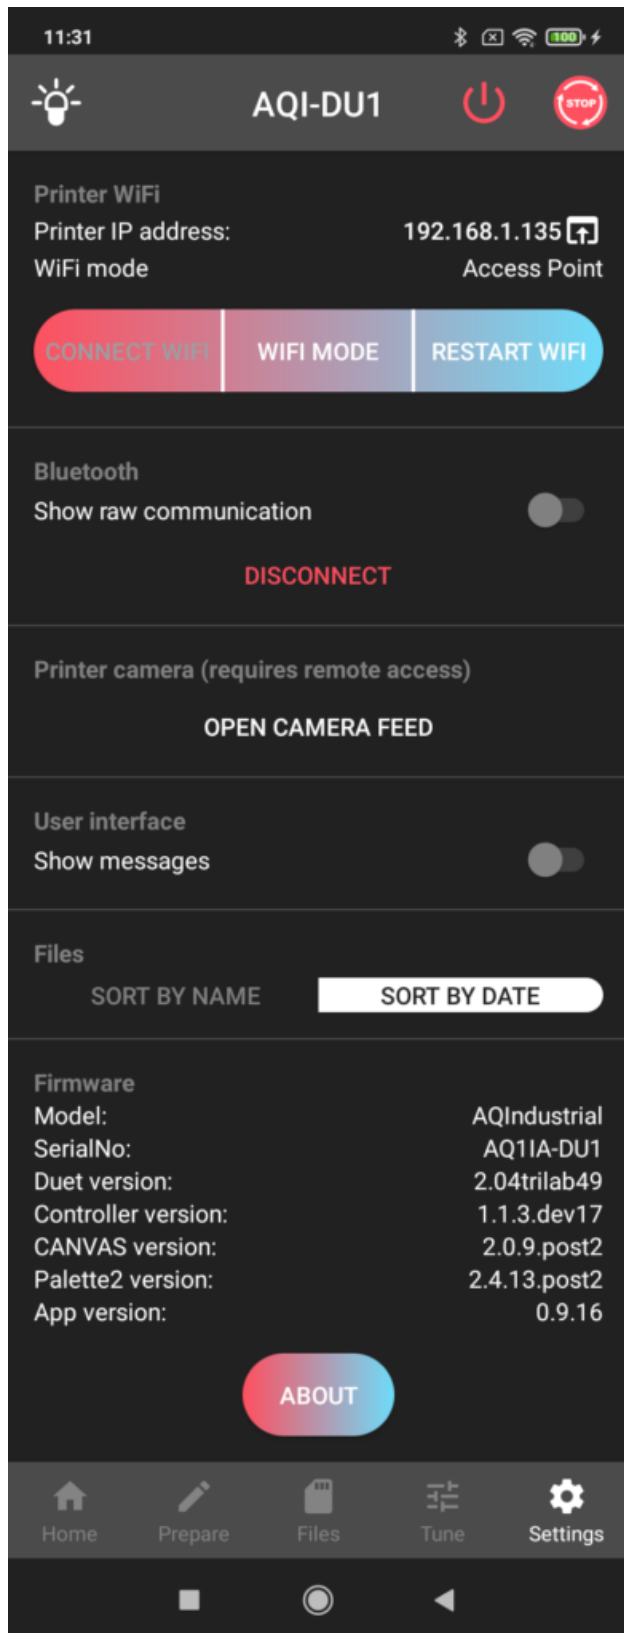 11:31
100
AQI-DU1
STOP
Printer WiFi
Printer IP address: 192.168.1.135
WiFi mode Access Point
CONNECT WIFI WIFI MODE RESTART WIFI
Bluetooth
Show raw communication
DISCONNECT
Printer camera (requires remote access)
OPEN CAMERA FEED
User interface
Show messages
Files
SORT BY NAME SORT BY DATE
Firmware
Model: AQIndustrial
SerialNo: AQ1IA-DU1
Duet version: 2.04trilab49
Controller version: 1.1.3.dev17
CANVAS version: 2.0.9.post2
Palette2 version: 2.4.13.post2
App version: 0.9.16
ABOUT
Home Prepare Files Tune Settings